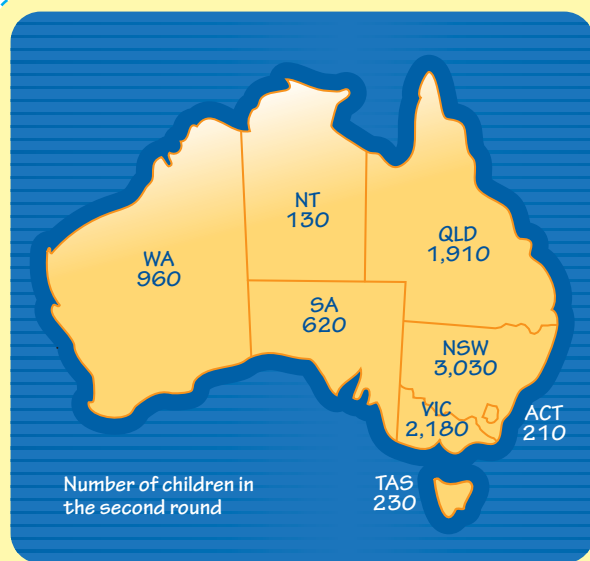 NT
130
QLD
1,910
WA
960
SA
620
NSW
3,030
VIC
2,180
ACT
210
TAS
230
Number of children in
the second round